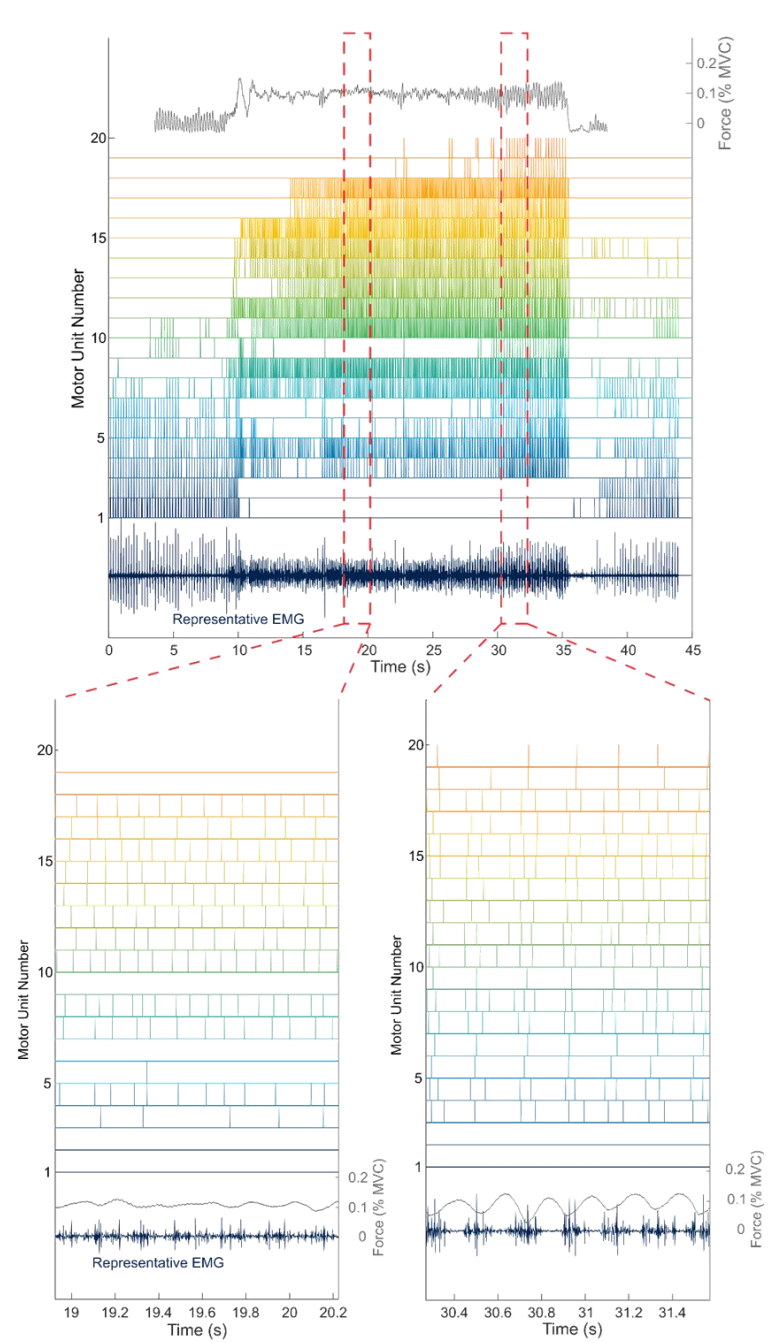 0.2
0.1
0
Force (% MVC)
20
15
10
5
1
Motor Unit Number
Representative EMG
0 5 10 15 20 25 30 35 40 45
Time (s)
20
15
10
5
1
Motor Unit Number
0.2
0.1
0
Force (% MVC)
Representative EMG
19 19.2 19.4 19.6 19.8 20 20.2
Time (s)
20
15
10
5
1
Motor Unit Number
0.2
0.1
0
Force (% MVC)
30.4 30.6 30.8 31 31.2 31.4
Time (s)